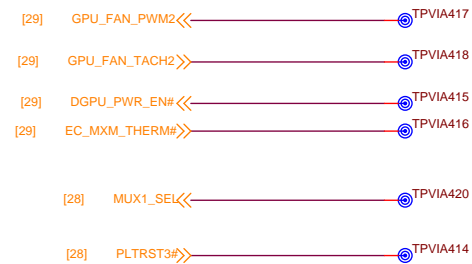 [29] GPU_FAN_PWM2 TPVIA417
[29] GPU_FAN_TACH2 TPVIA418
[29] DGPU_PWR_EN# TPVIA415
[29] EC_MXM_THERM# TPVIA416
[28] MUX1_SEL TPVIA420
[28] PLTRST3# TPVIA414